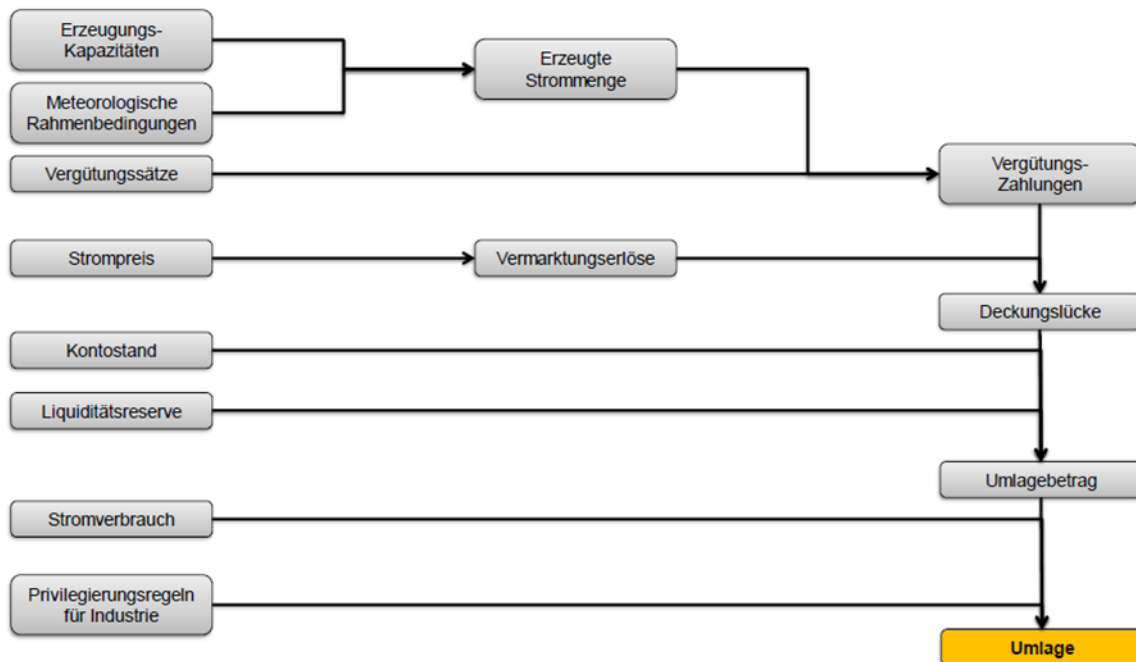 Erzeugungs-
Kapazitäten
Erzeugte
Strommenge
Meteorologische
Rahmenbedingungen
Vergütungssätze
Vergütungs-
Zahlungen
Strompreis
Vermarktungserlöse
Deckungslücke
Kontostand
Liquiditätsreserve
Umlagebetrag
Stromverbrauch
Privilegierungsregeln
für Industrie
Umlage